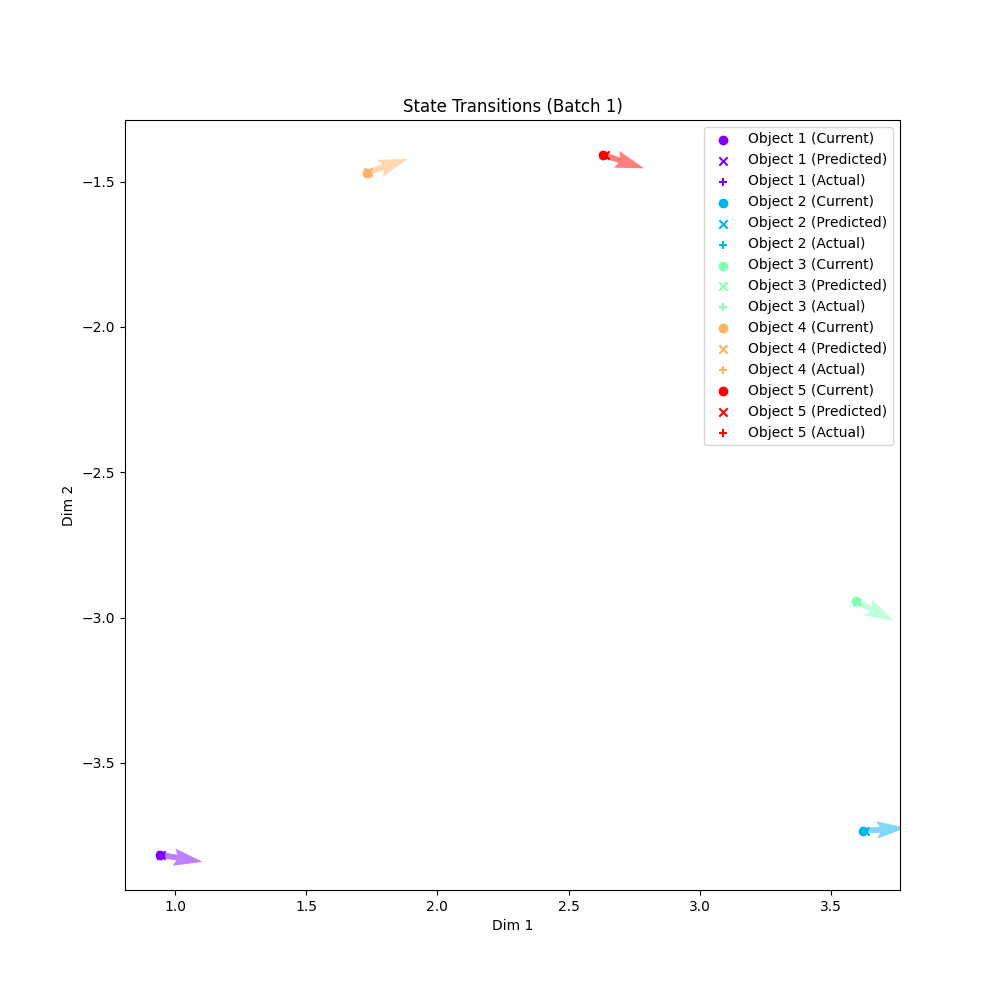 State Transitions (Batch 1)
Object 1 (Current)
Object 1 (Predicted)
Object 1 (Actual)
Object 2 (Current)
Object 2 (Predicted)
Object 2 (Actual)
Object 3 (Current)
Object 3 (Predicted)
Object 3 (Actual)
Object 4 (Current)
Object 4 (Predicted)
Object 4 (Actual)
Object 5 (Current)
Object 5 (Predicted)
Object 5 (Actual)
−1.5
−2.0
−2.5
−3.0
−3.5
Dim 2
1.0 1.5 2.0 2.5 3.0 3.5
Dim 1